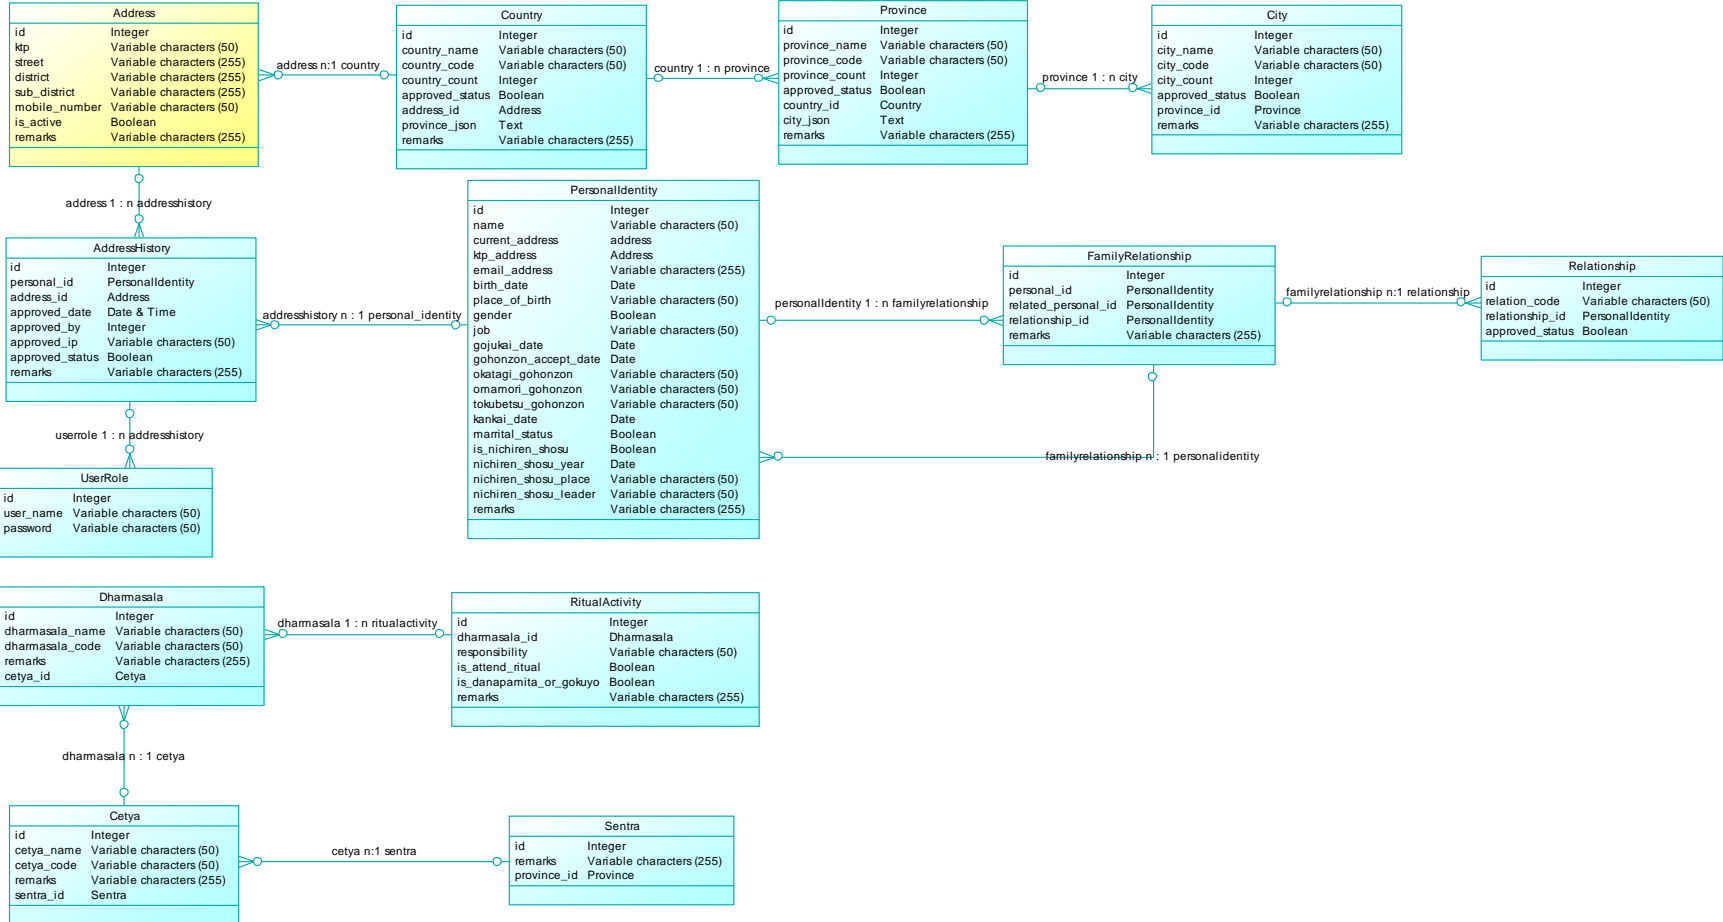 Address
id Integer
ktp Variable characters (50)
street Variable characters (255)
district Variable characters (255)
sub_district Variable characters (255)
mobile_number Variable characters (50)
is_active Boolean
remarks Variable characters (255)
address n:1 country
Country
id Integer
country_name Variable characters (50)
country_code Variable characters (50)
country_count Integer
approved_status Boolean
address_id Address
province_json Text
remarks Variable characters (255)
country 1 : n province
Province
id Integer
province_name Variable characters (50)
province_code Variable characters (50)
province_count Integer
approved_status Boolean
country_id Country
city_json Text
remarks Variable characters (255)
province 1 : n city
City
id Integer
city_name Variable characters (50)
city_code Variable characters (50)
city_count Integer
approved_status Boolean
province_id Province
remarks Variable characters (255)
address 1 : n addresshistory
AddressHistory
id Integer
personal_id PersonalIdentity
address_id Address
approved_date Date & Time
approved_by Integer
approved_ip Variable characters (50)
approved_status Boolean
remarks Variable characters (255)
addresshistory n : 1 personal_identity
PersonalIdentity
id Integer
name Variable characters (50)
current_address address
ktp_address Address
email_address Variable characters (255)
birth_date Date
place_of_birth Variable characters (50)
gender Boolean
job Variable characters (50)
gojukai_date Date
gohonzon_accept_date Date
okatagi_gohonzon Variable characters (50)
omamori_gohonzon Variable characters (50)
tokubetsu_gohonzon Variable characters (50)
kankai_date Date
marrital_status Boolean
is_nichiren_shosu Boolean
nichiren_shosu_year Date
nichiren_shosu_place Variable characters (50)
nichiren_shosu_leader Variable characters (50)
remarks Variable characters (255)
personalIdentity 1 : n familyrelationship
FamilyRelationship
id Integer
personal_id PersonalIdentity
related_personal_id PersonalIdentity
relationship_id PersonalIdentity
remarks Variable characters (255)
familyrelationship n:1 relationship
Relationship
id Integer
relation_code Variable characters (50)
relationship_id PersonalIdentity
approved_status Boolean
familyrelationship n : 1 personalidentity
userrole 1 : n addresshistory
UserRole
id Integer
user_name Variable characters (50)
password Variable characters (50)
Dharmasala
id Integer
dharmasala_name Variable characters (50)
dharmasala_code Variable characters (50)
remarks Variable characters (255)
cetya_id Cetya
dharmasala 1 : n ritualactivity
RitualActivity
id Integer
dharmasala_id Dharmasala
responsibility Variable characters (50)
is_attend_ritual Boolean
is_danapamita_or_gokuyo Boolean
remarks Variable characters (255)
dharmasala n : 1 cetya
Cetya
id Integer
cetya_name Variable characters (50)
cetya_code Variable characters (50)
remarks Variable characters (255)
sentra_id Sentra
cetya n:1 sentra
Sentra
id Integer
remarks Variable characters (255)
province_id Province